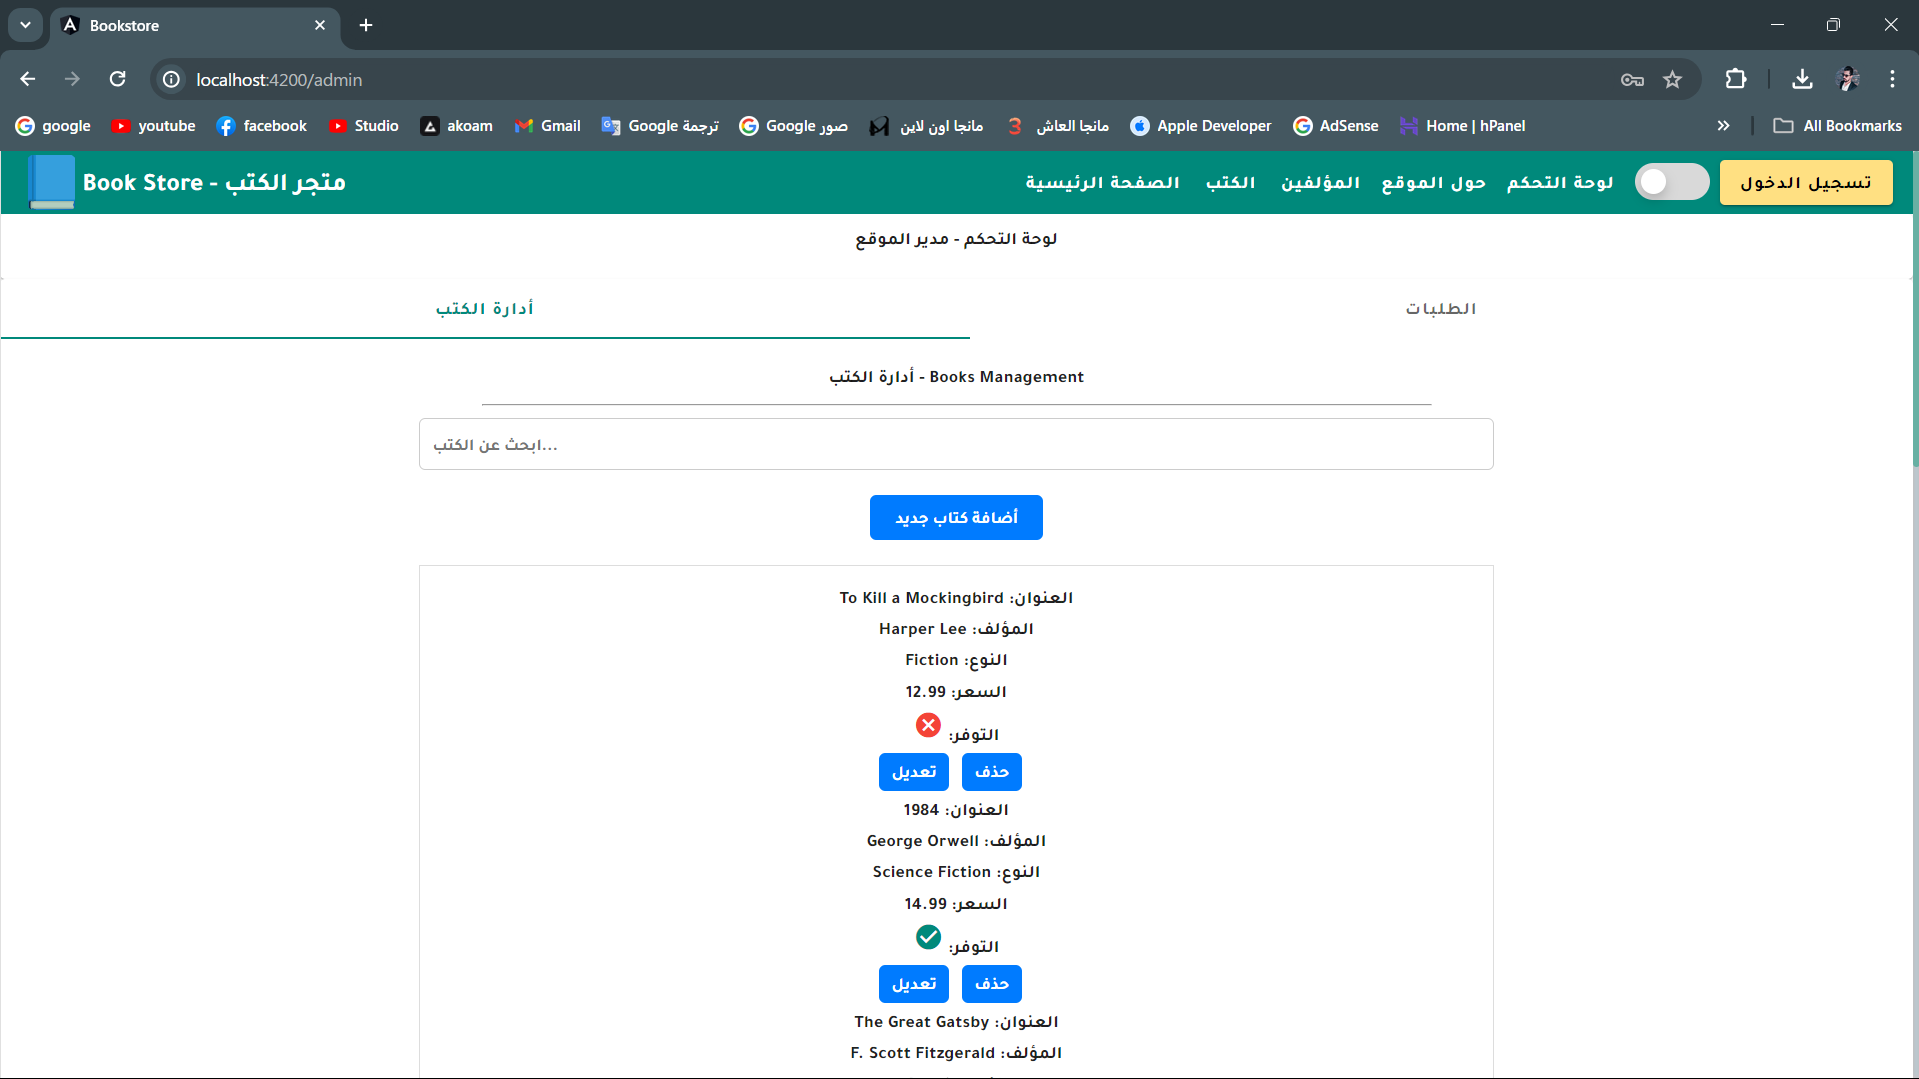 Bookstore
localhost:4200/admin
google youtube facebook Studio akoam Gmail Google ترجمة Google صور مانجا اون لاين مانجا العاش Apple Developer AdSense Home | hPanel All Bookmarks
Book Store - متجر الكتب
الصفحة الرئيسية الكتب المؤلفين حول الموقع لوحة التحكم تسجيل الدخول
لوحة التحكم - مدير الموقع
أدارة الكتب الطلبات
أدارة الكتب - Books Management
ابحث عن الكتب...
أضافة كتاب جديد
العنوان: To Kill a Mockingbird
المؤلف: Harper Lee
النوع: Fiction
السعر: 12.99
التوفر:
تعديل حذف
العنوان: 1984
المؤلف: George Orwell
النوع: Science Fiction
السعر: 14.99
التوفر:
تعديل حذف
العنوان: The Great Gatsby
المؤلف: F. Scott Fitzgerald